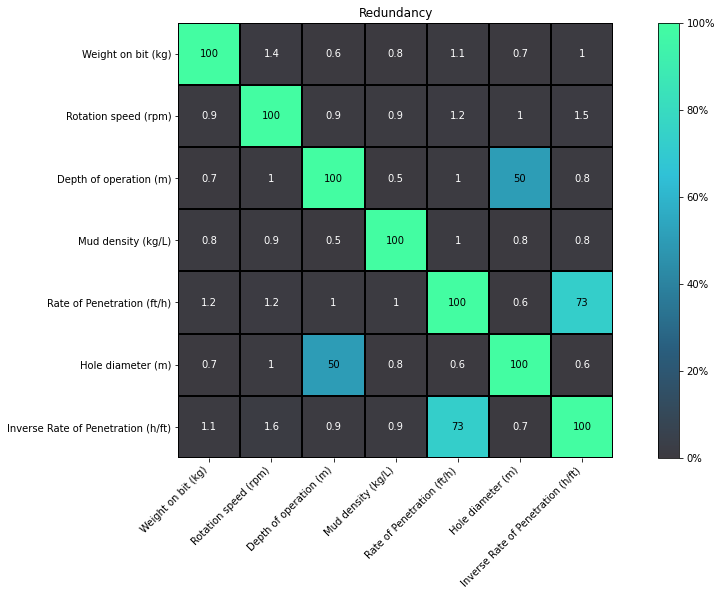 Redundancy
Weight on bit (kg) 100 1.4 0.6 0.8 1.1 0.7 1
Rotation speed (rpm) 0.9 100 0.9 0.9 1.2 1 1.5
Depth of operation (m) 0.7 1 100 0.5 1 50 0.8
Mud density (kg/L) 0.8 0.9 0.5 100 1 0.8 0.8
Rate of Penetration (ft/h) 1.2 1.2 1 1 100 0.6 73
Hole diameter (m) 0.7 1 50 0.8 0.6 100 0.6
Inverse Rate of Penetration (h/ft) 1.1 1.6 0.9 0.9 73 0.7 100
Weight on bit (kg)
Rotation speed (rpm)
Depth of operation (m)
Mud density (kg/L)
Rate of Penetration (ft/h)
Hole diameter (m)
Inverse Rate of Penetration (h/ft)
100%
80%
60%
40%
20%
0%